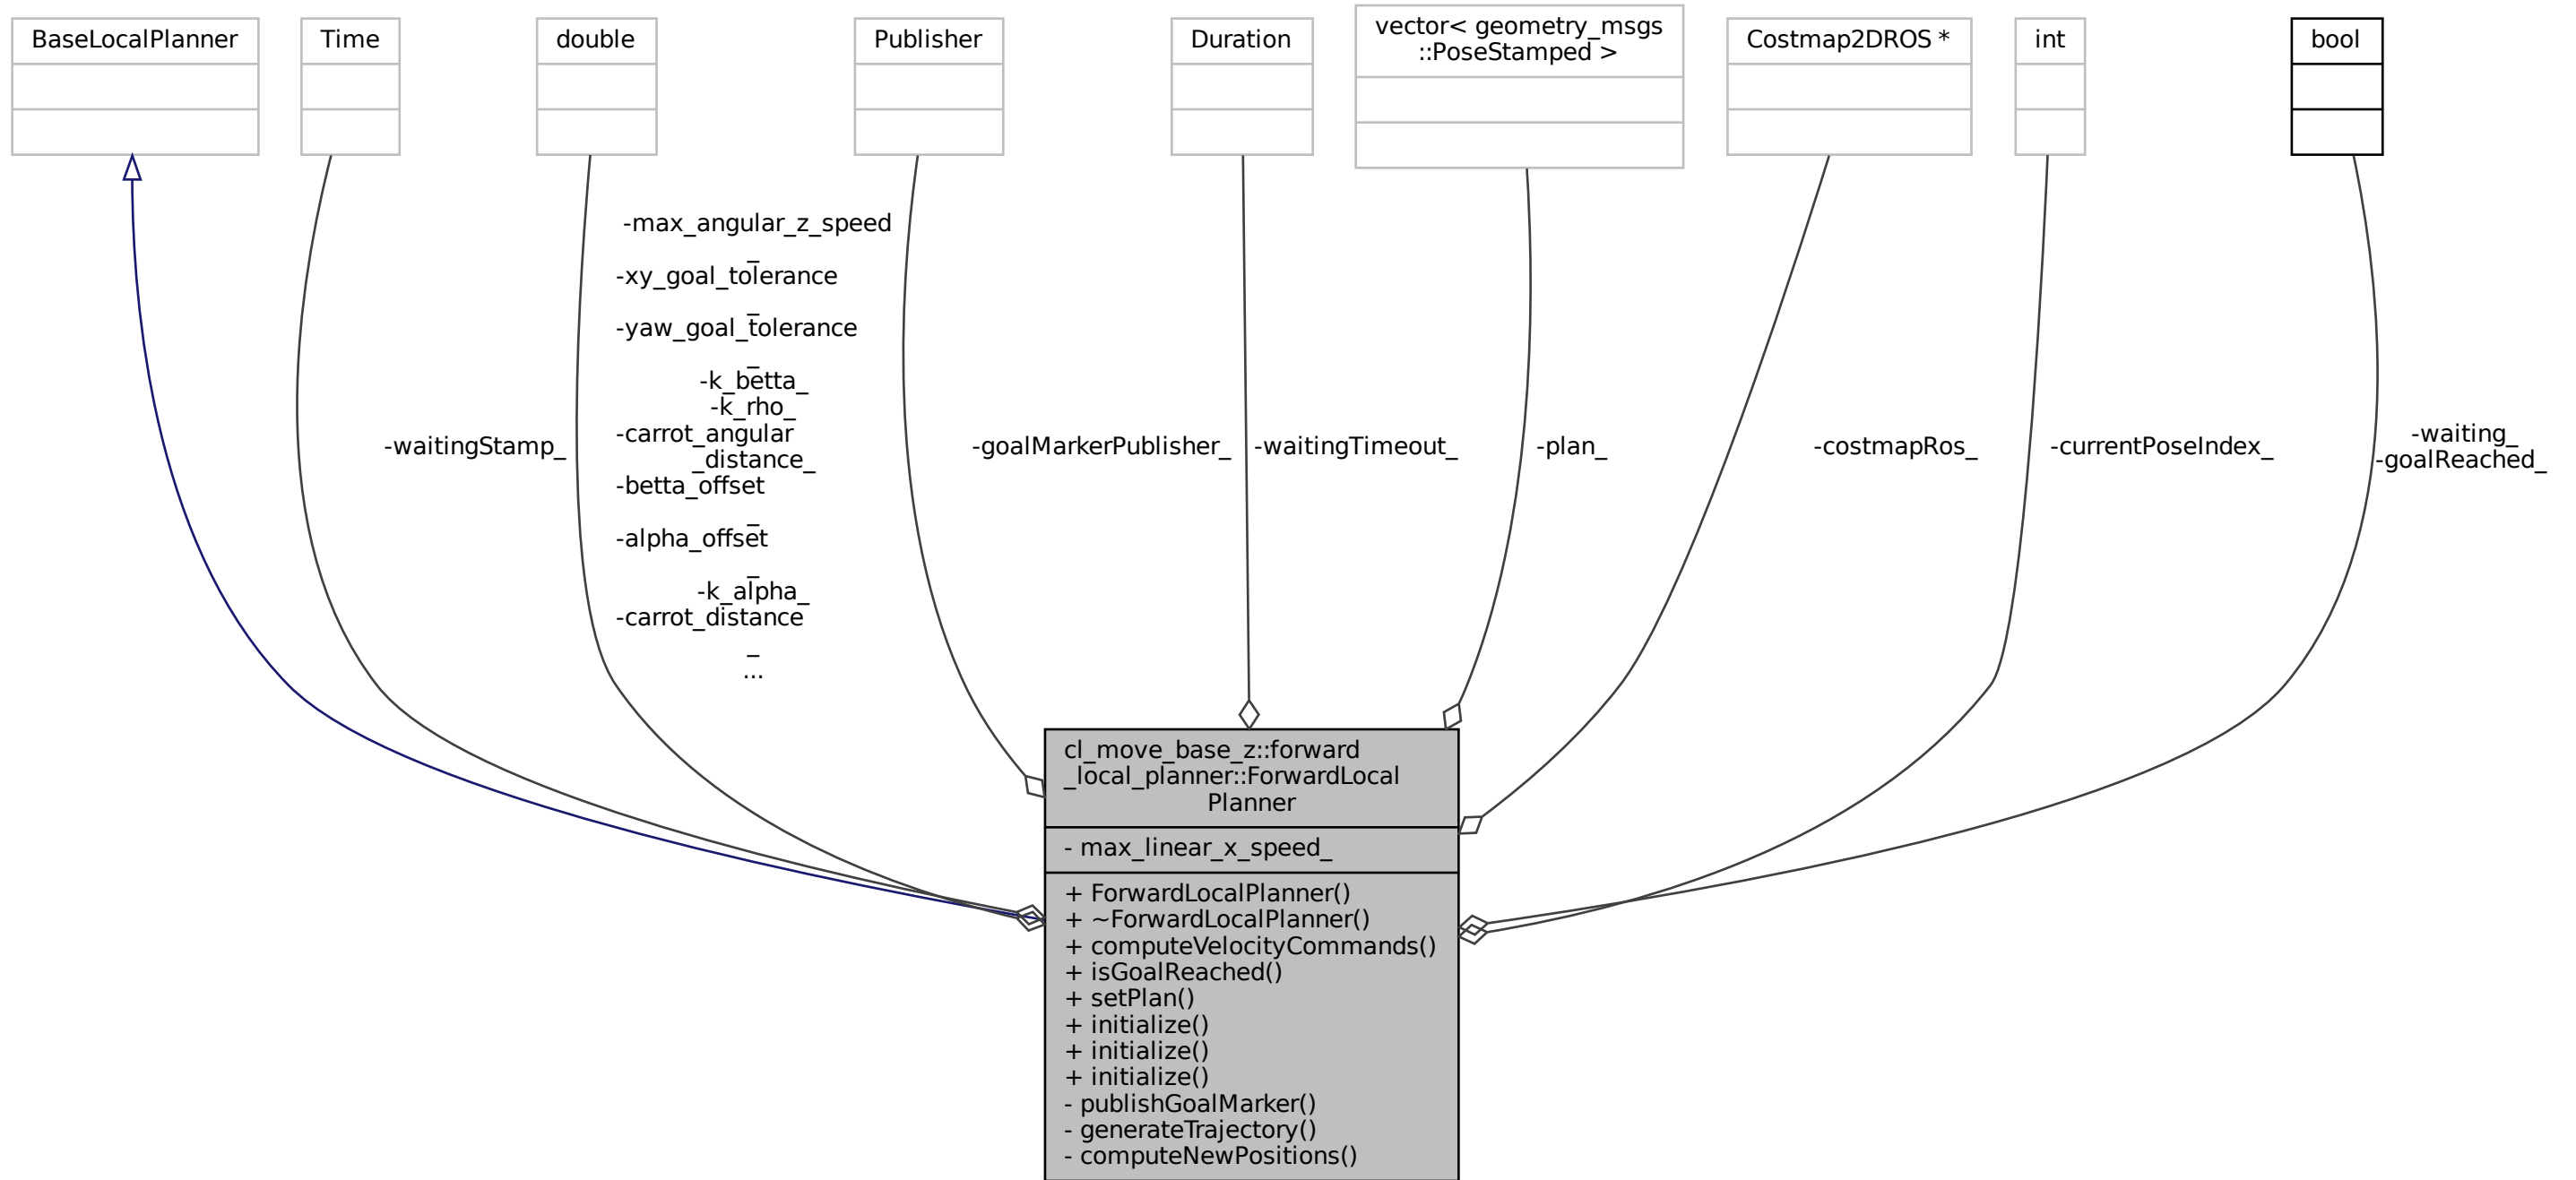 BaseLocalPlanner
Time
double
Publisher
Duration
vector< geometry_msgs
::PoseStamped >
Costmap2DROS *
int
bool
-max_angular_z_speed
_
-xy_goal_tolerance
_
-yaw_goal_tolerance
_
-k_betta_
-k_rho_
-carrot_angular
_distance_
-betta_offset
_
-alpha_offset
_
-k_alpha_
-carrot_distance
_
...
-waitingStamp_
-goalMarkerPublisher_
-waitingTimeout_
-plan_
-costmapRos_
-currentPoseIndex_
-waiting_
-goalReached_
cl_move_base_z::forward
_local_planner::ForwardLocal
Planner
- max_linear_x_speed_
+ ForwardLocalPlanner()
+ ~ForwardLocalPlanner()
+ computeVelocityCommands()
+ isGoalReached()
+ setPlan()
+ initialize()
+ initialize()
+ initialize()
- publishGoalMarker()
- generateTrajectory()
- computeNewPositions()